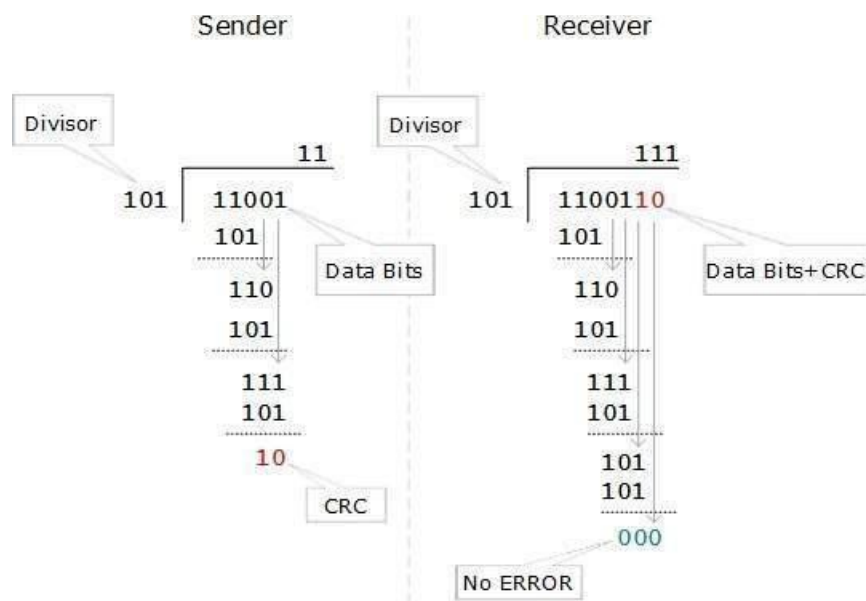 Sender
Divisor
11
101
11001
101
Data Bits
110
101
111
101
10
CRC
Receiver
Divisor
111
101
1100110
101
Data Bits+CRC
110
101
111
101
101
101
000
No ERROR